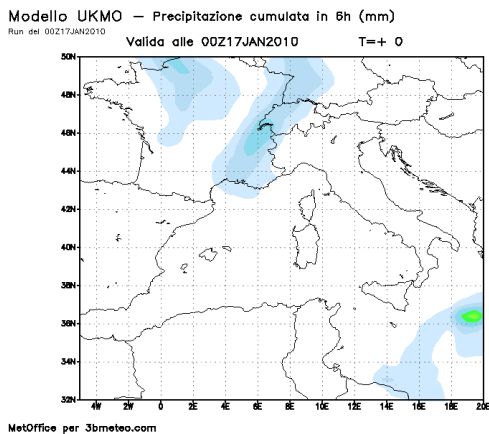 Modello UKMO – Precipitazione cumulata in 6h (mm)
Run del 00Z17JAN2010
Valida alle 00Z17JAN2010 T=+ 0
50N
48N
46N
44N
42N
40N
38N
36N
34N
32N
4W 2W 0 2E 4E 6E 8E 10E 12E 14E 16E 18E 20E
MetOffice per 3bmeteo.com